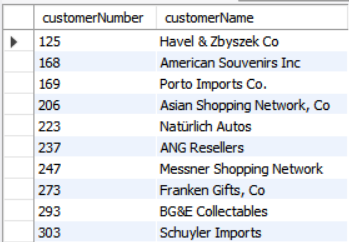 customerNumber customerName
125 Havel & Zbyszek Co
168 American Souvenirs Inc
169 Porto Imports Co.
206 Asian Shopping Network, Co
223 Natürlich Autos
237 ANG Resellers
247 Messner Shopping Network
273 Franken Gifts, Co
293 BG&E Collectables
303 Schuyler Imports